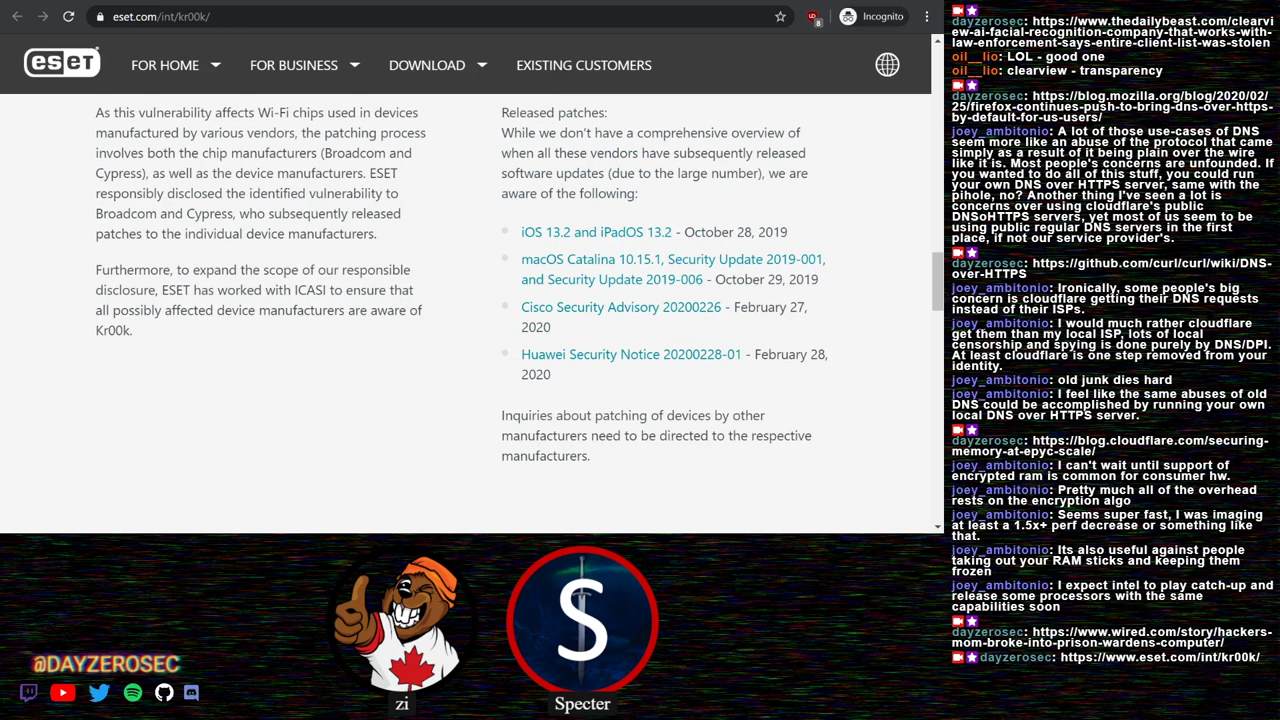 eset.com/int/kr00k/
8
Incognito
eset
FOR HOME
FOR BUSINESS
DOWNLOAD
EXISTING CUSTOMERS
As this vulnerability affects Wi-Fi chips used in devices
manufactured by various vendors, the patching process
involves both the chip manufacturers (Broadcom and
Cypress), as well as the device manufacturers. ESET
responsibly disclosed the identified vulnerability to
Broadcom and Cypress, who subsequently released
patches to the individual device manufacturers.
Furthermore, to expand the scope of our responsible
disclosure, ESET has worked with ICASI to ensure that
all possibly affected device manufacturers are aware of
Kr00k.
Released patches:
While we don’t have a comprehensive overview of
when all these vendors have subsequently released
software updates (due to the large number), we are
aware of the following:
iOS 13.2 and iPadOS 13.2 - October 28, 2019
macOS Catalina 10.15.1, Security Update 2019-001,
and Security Update 2019-006 - October 29, 2019
Cisco Security Advisory 20200226 - February 27,
2020
Huawei Security Notice 20200228-01 - February 28,
2020
Inquiries about patching of devices by other
manufacturers need to be directed to the respective
manufacturers.
@DAYZEROSEC
zi
S
Specter
dayzerosec: https://www.thedailybeast.com/clearvi
ew-ai-facial-recognition-company-that-works-with-
law-enforcement-says-entire-client-list-was-stolen
oil__lio: LOL - good one
oil__lio: clearview - transparency
dayzerosec: https://blog.mozilla.org/blog/2020/02/
25/firefox-continues-push-to-bring-dns-over-https-
by-default-for-us-users/
joey_ambitonio: A lot of those use-cases of DNS
seem more like an abuse of the protocol that came
simply as a result of it being plain over the wire
like it is. Most people's concerns are unfounded. If
you wanted to do all of this stuff, you could run
your own DNS over HTTPS server, same with the
pihole, no? Another thing I've seen a lot is
concerns over using cloudflare's public
DNSoHTTPS servers, yet most of us seem to be
using public regular DNS servers in the first
place, if not our service provider's.
dayzerosec: https://github.com/curl/curl/wiki/DNS-
over-HTTPS
joey_ambitonio: Ironically, some people's big
concern is cloudflare getting their DNS requests
instead of their ISPs.
joey_ambitonio: I would much rather cloudflare
get them than my local ISP, lots of local
censorship and spying is done purely by DNS/DPI.
At least cloudflare is one step removed from your
identity.
joey_ambitonio: old junk dies hard
joey_ambitonio: I feel like the same abuses of old
DNS could be accomplished by running your own
local DNS over HTTPS server.
dayzerosec: https://blog.cloudflare.com/securing-
memory-at-epyc-scale/
joey_ambitonio: I can't wait until support of
encrypted ram is common for consumer hw.
joey_ambitonio: Pretty much all of the overhead
rests on the encryption algo
joey_ambitonio: Seems super fast, I was imaging
at least a 1.5x+ perf decrease or something like
that.
joey_ambitonio: Its also useful against people
taking out your RAM sticks and keeping them
frozen
joey_ambitonio: I expect intel to play catch-up and
release some processors with the same
capabilities soon
dayzerosec: https://www.wired.com/story/hackers-
mom-broke-into-prison-wardens-computer/
dayzerosec: https://www.eset.com/int/kr00k/